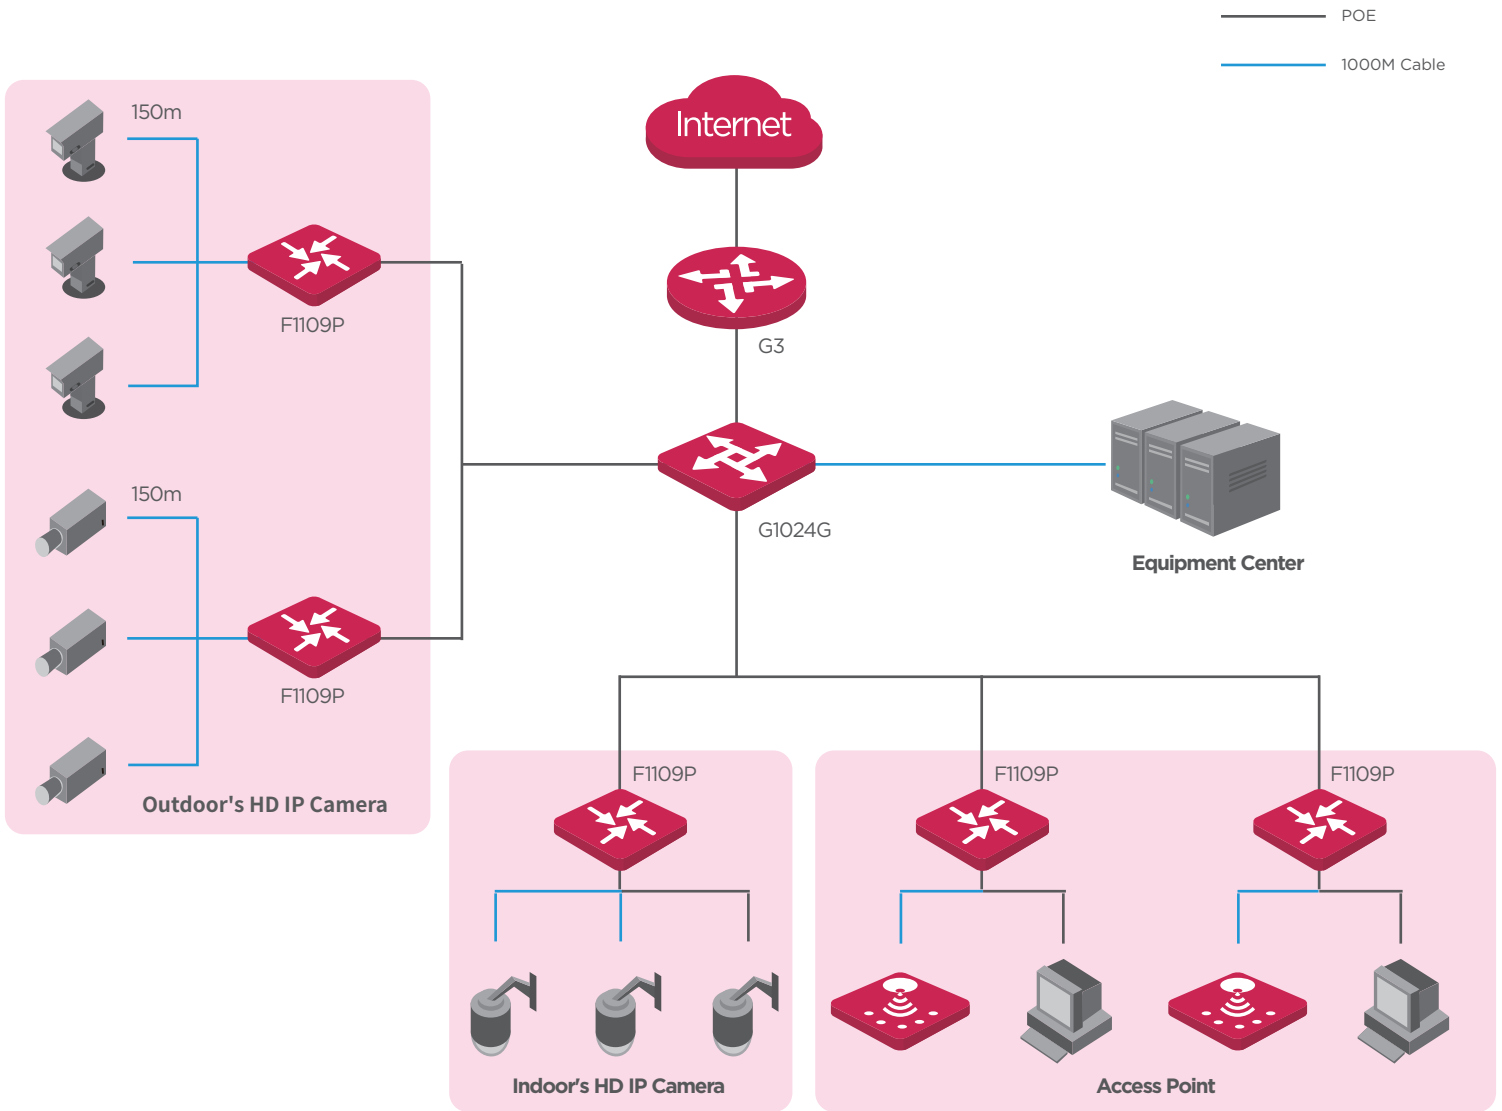 POE
1000M Cable
150m
Internet
F1109P
G3
150m
G1024G
Equipment Center
F1109P
Outdoor's HD IP Camera
F1109P
F1109P
F1109P
Indoor's HD IP Camera
Access Point